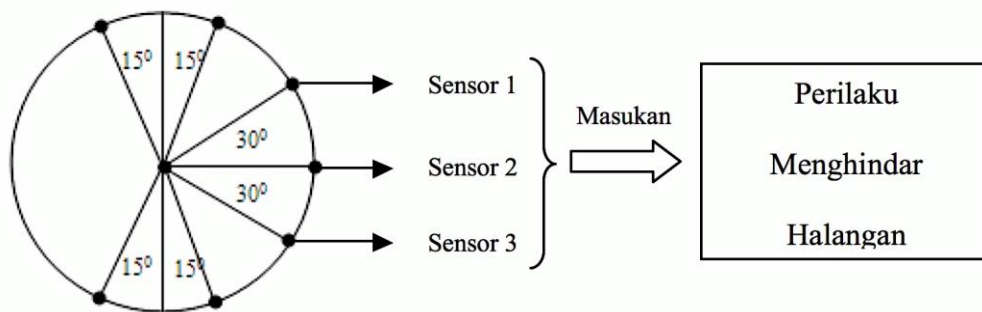 15⁰ 15⁰
Sensor 1
30⁰
Sensor 2
30⁰
Sensor 3
15⁰ 15⁰
Masukan
Perilaku
Menghindar
Halangan